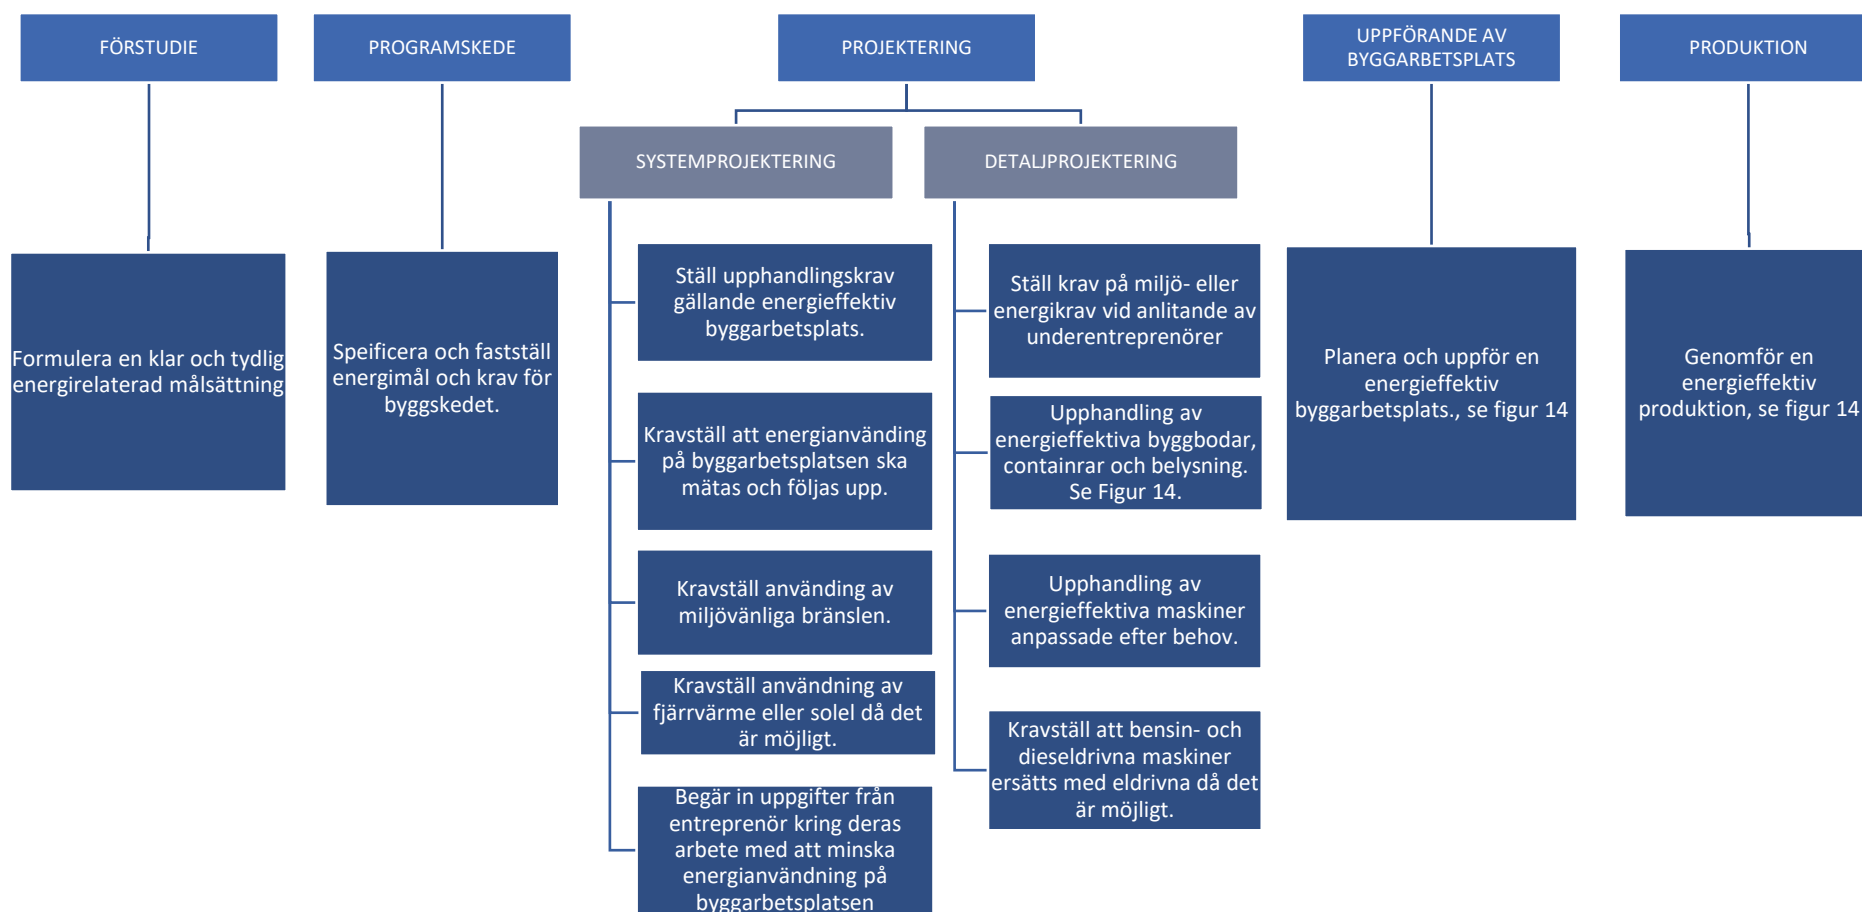 FÖRSTUDIE
PROGRAMSKEDE
PROJEKTERING
UPPFÖRANDE AV
BYGGARBETSPLATS
PRODUKTION
SYSTEMPROJEKTERING
DETALJPROJEKTERING
Formulera en klar och tydlig
energirelaterad målsättning
Speificera och fastställ
energimål och krav för
byggskedet.
Ställ upphandlingskrav
gällande energieffektiv
byggarbetsplats.
Kravställ att energianvänding
på byggarbetsplatsen ska
mätas och följas upp.
Kravställ använding av
miljövänliga bränslen.
Kravställ användning av
fjärrvärme eller solel då det
är möjligt.
Begär in uppgifter från
entreprenör kring deras
arbete med att minska
energianvändning på
byggarbetsplatsen
Ställ krav på miljö- eller
energikrav vid anlitande av
underentreprenörer
Upphandling av
energieffektiva byggbodar,
containrar och belysning.
Se Figur 14.
Upphandling av
energieffektiva maskiner
anpassade efter behov.
Kravställ att bensin- och
dieseldrivna maskiner
ersätts med eldrivna då det
är möjligt.
Planera och uppför en
energieffektiv
byggarbetsplats., se figur 14
Genomför en
energieffektiv
produktion, se figur 14